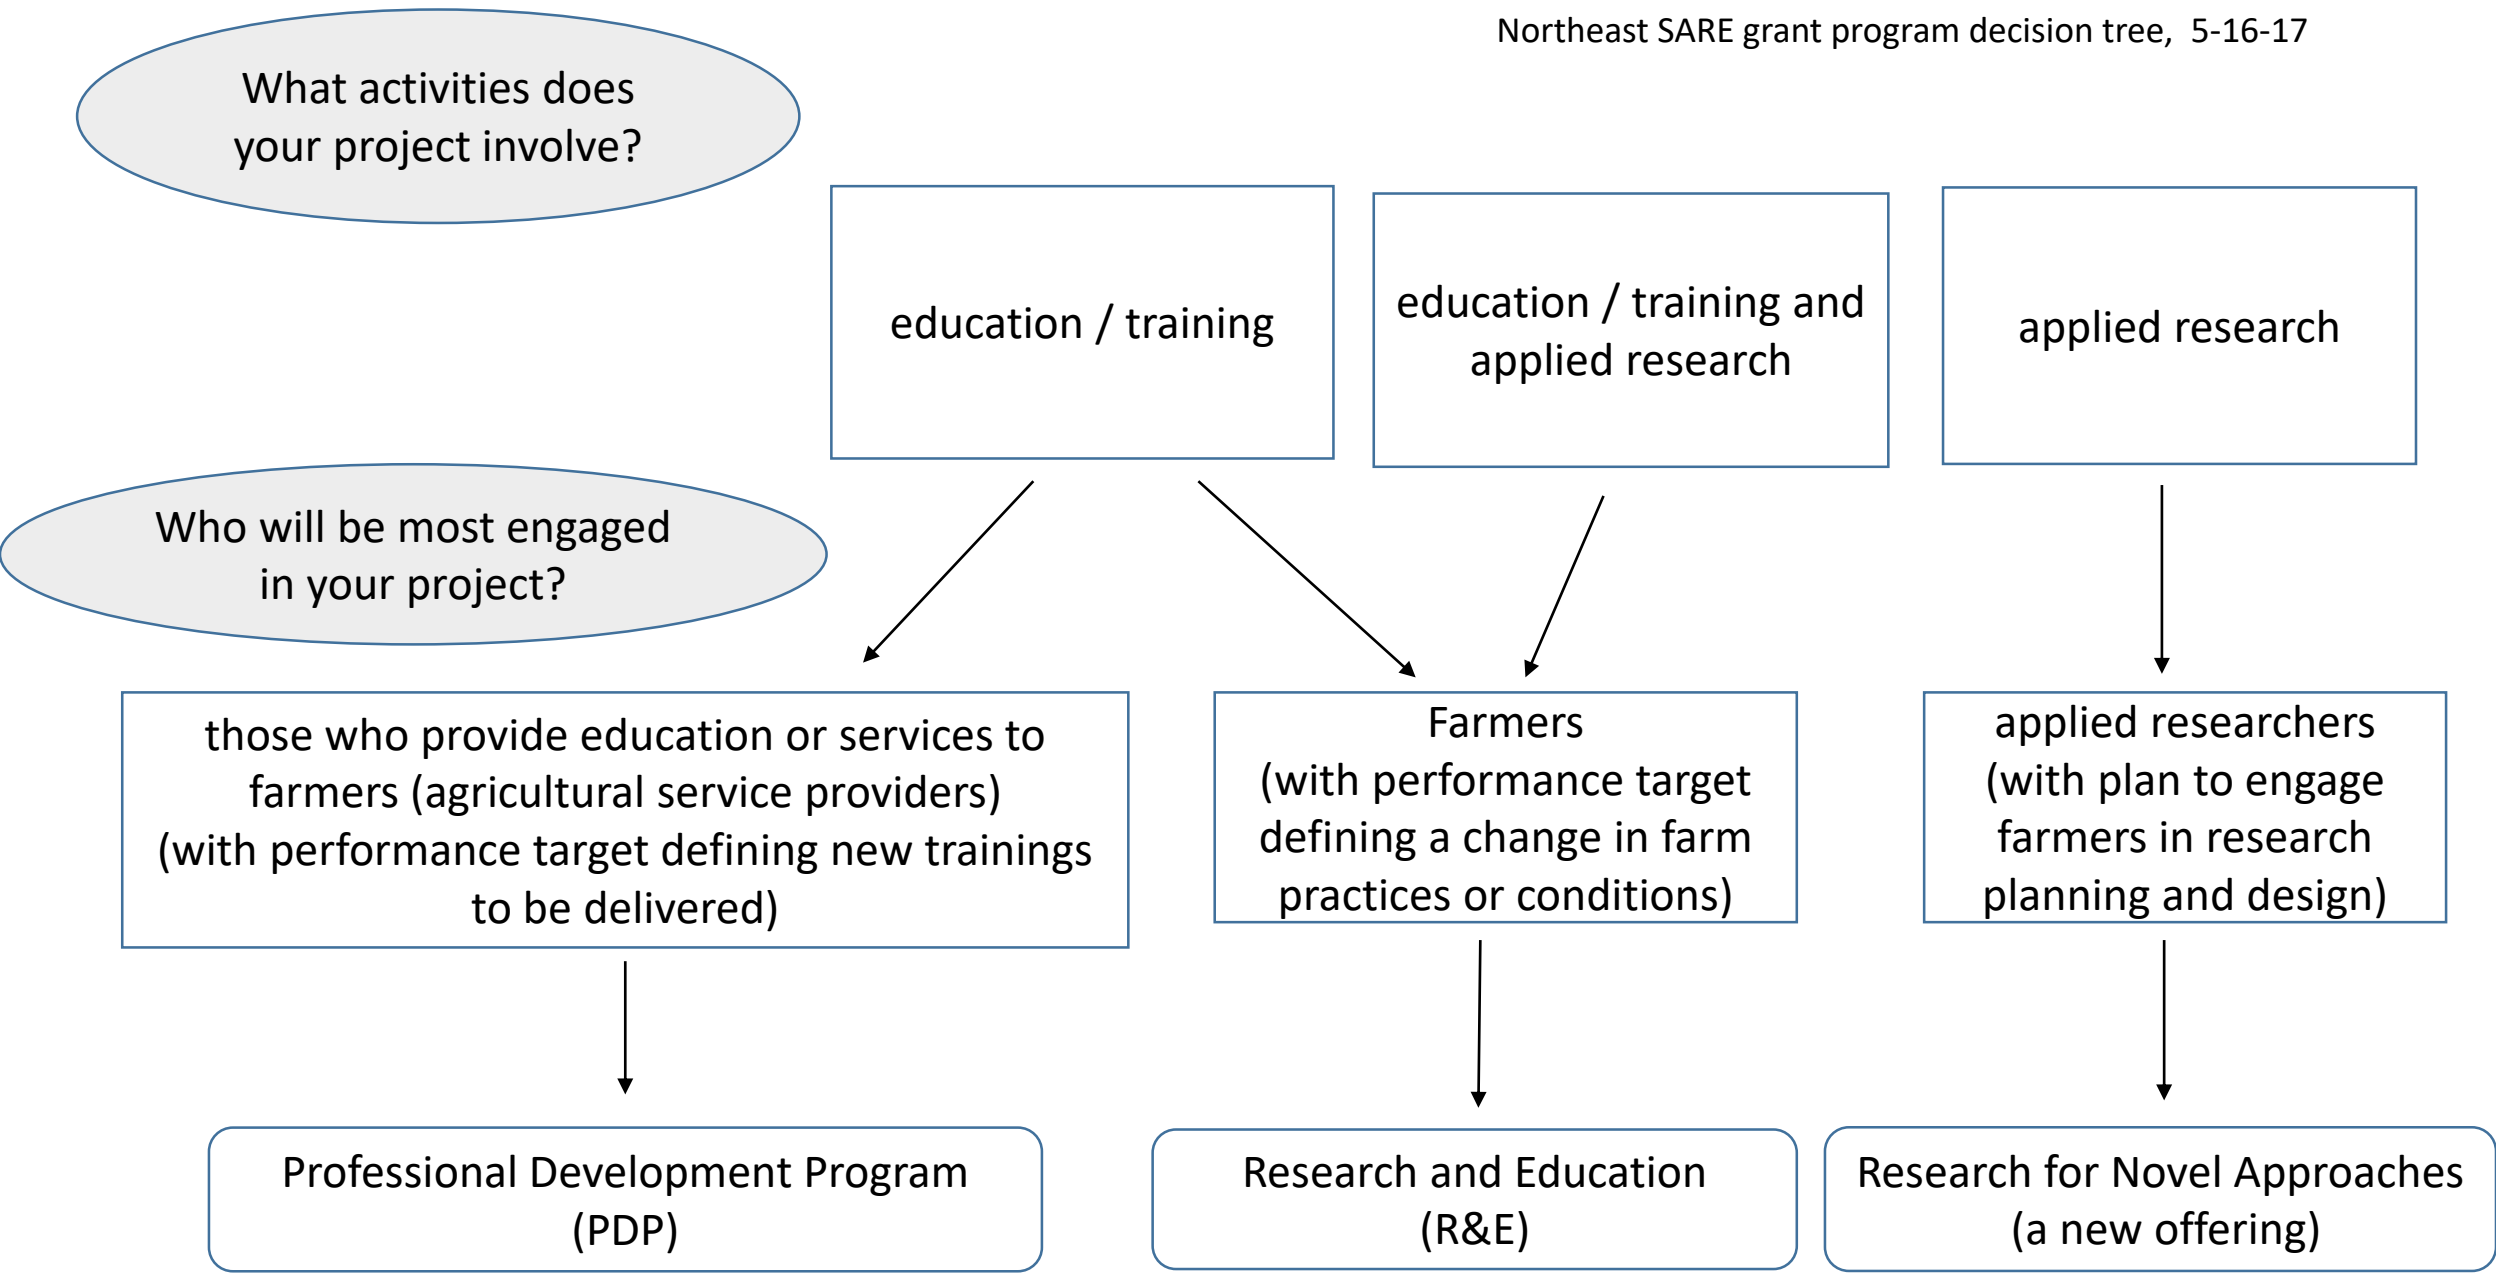 Northeast SARE grant program decision tree, 5-16-17
What activities does
your project involve?
education / training
education / training and
applied research
applied research
Who will be most engaged
in your project?
those who provide education or services to
farmers (agricultural service providers)
(with performance target defining new trainings
to be delivered)
Farmers
(with performance target
defining a change in farm
practices or conditions)
applied researchers
(with plan to engage
farmers in research
planning and design)
Professional Development Program
(PDP)
Research and Education
(R&E)
Research for Novel Approaches
(a new offering)